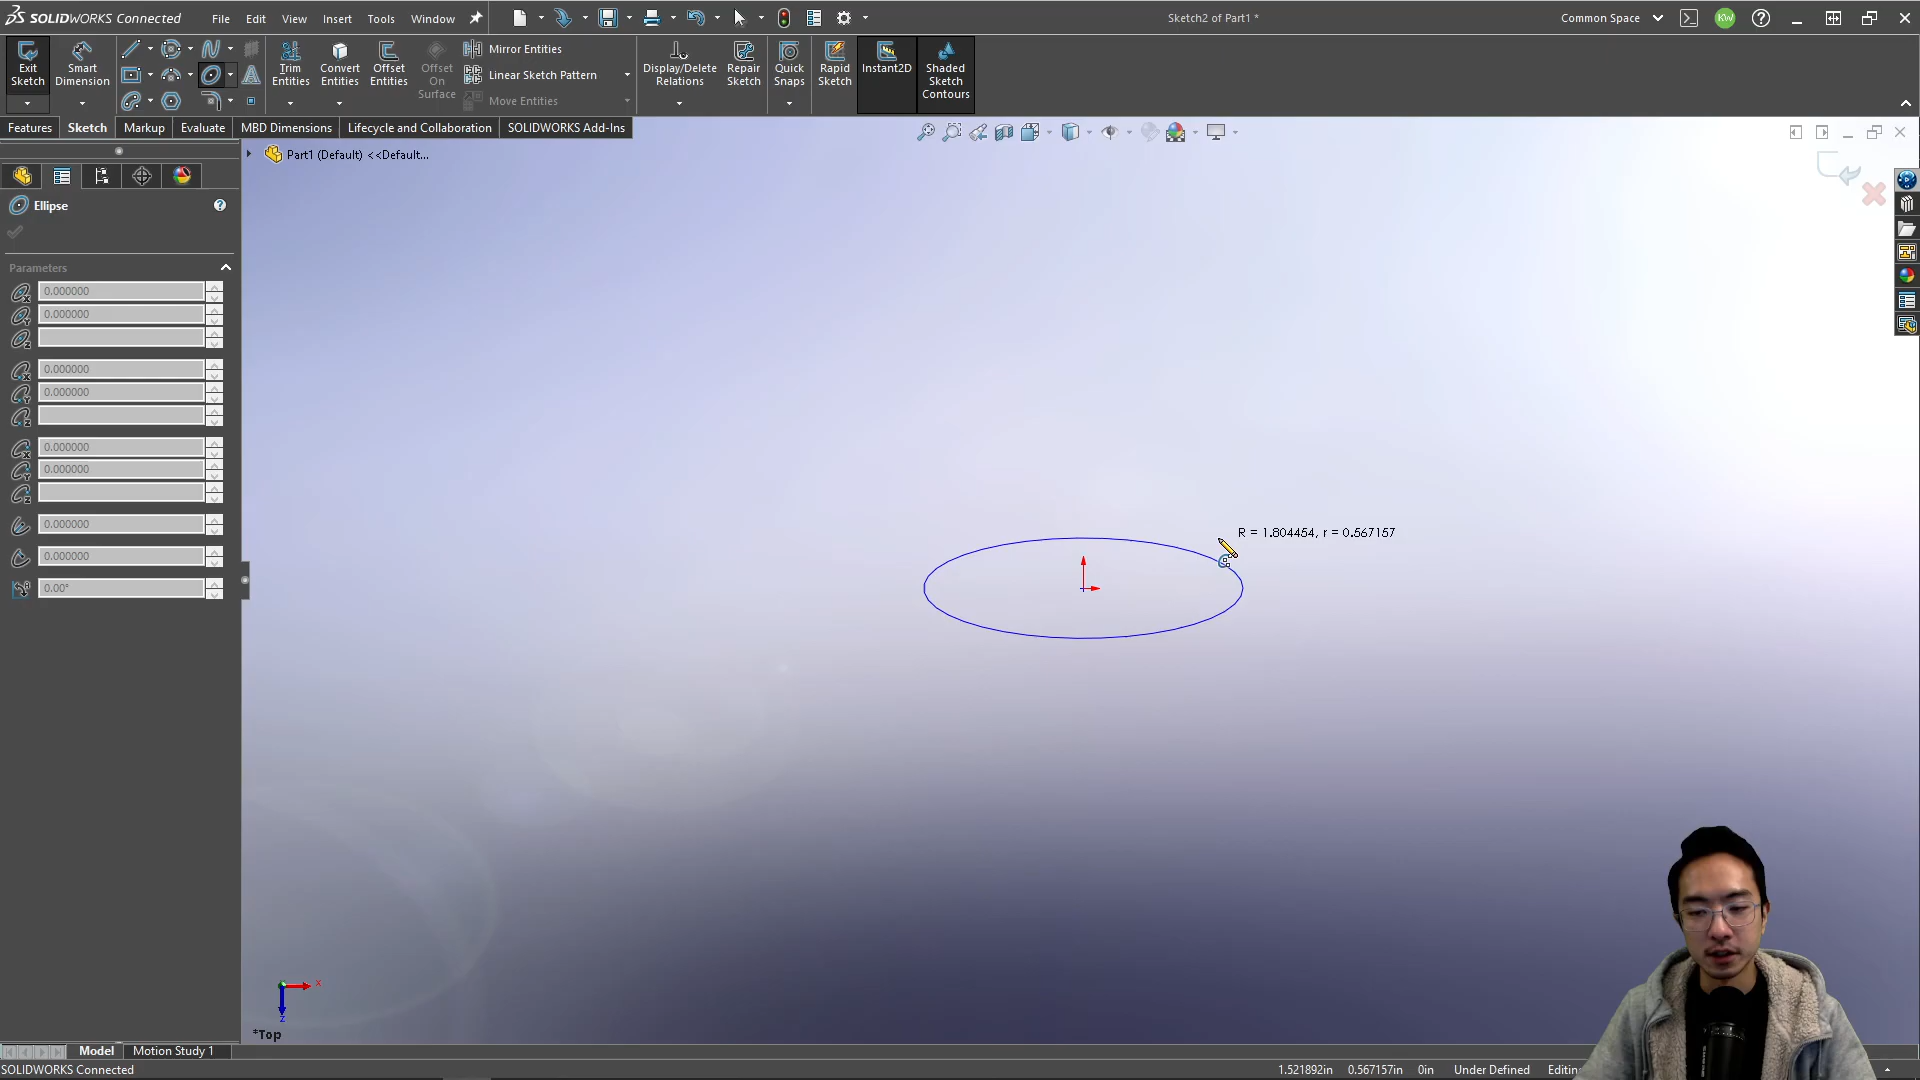 SOLIDWORKS Connected
File Edit View Insert Tools Window
Sketch2 of Part1 *
Common Space
KW
Exit Sketch
Smart Dimension
Trim Entities
Convert Entities
Offset Entities
Offset On Surface
Mirror Entities
Linear Sketch Pattern
Move Entities
Display/Delete Relations
Repair Sketch
Quick Snaps
Rapid Sketch
Instant2D
Shaded Sketch Contours
Features Sketch Markup Evaluate MBD Dimensions Lifecycle and Collaboration SOLIDWORKS Add-Ins
Part1 (Default) <<Default...
Ellipse
Parameters
0.000000
0.000000
0.000000
0.000000
0.000000
0.000000
0.000000
0.000000
0.00°
R = 1.804454, r = 0.567157
x
z
*Top
Model Motion Study 1
SOLIDWORKS Connected
1.521892in 0.567157in 0in Under Defined Editin